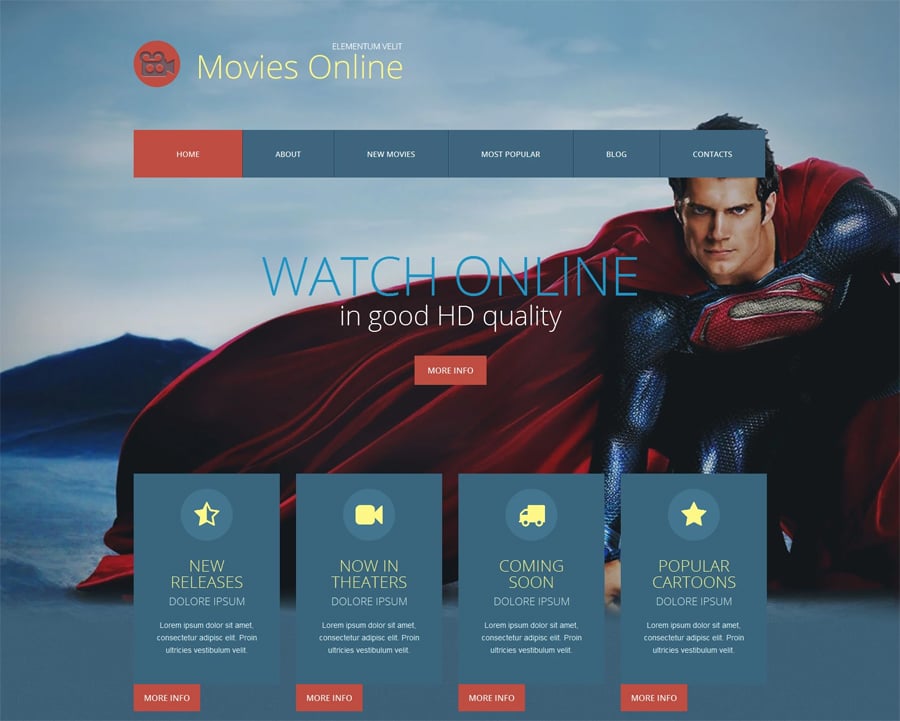 ELEMENTUM VELIT
Movies Online
HOME ABOUT NEW MOVIES MOST POPULAR BLOG CONTACTS
WATCH ONLINE
in good HD quality
MORE INFO
NEW
RELEASES
DOLORE IPSUM
Lorem ipsum dolor sit amet,
consectetur adipisc elit. Proin
ultricies vestibulum velit.
MORE INFO
NOW IN
THEATERS
DOLORE IPSUM
Lorem ipsum dolor sit amet,
consectetur adipisc elit. Proin
ultricies vestibulum velit.
MORE INFO
COMING
SOON
DOLORE IPSUM
Lorem ipsum dolor sit amet,
consectetur adipisc elit. Proin
ultricies vestibulum velit.
MORE INFO
POPULAR
CARTOONS
DOLORE IPSUM
Lorem ipsum dolor sit amet,
consectetur adipisc elit. Proin
ultricies vestibulum velit.
MORE INFO